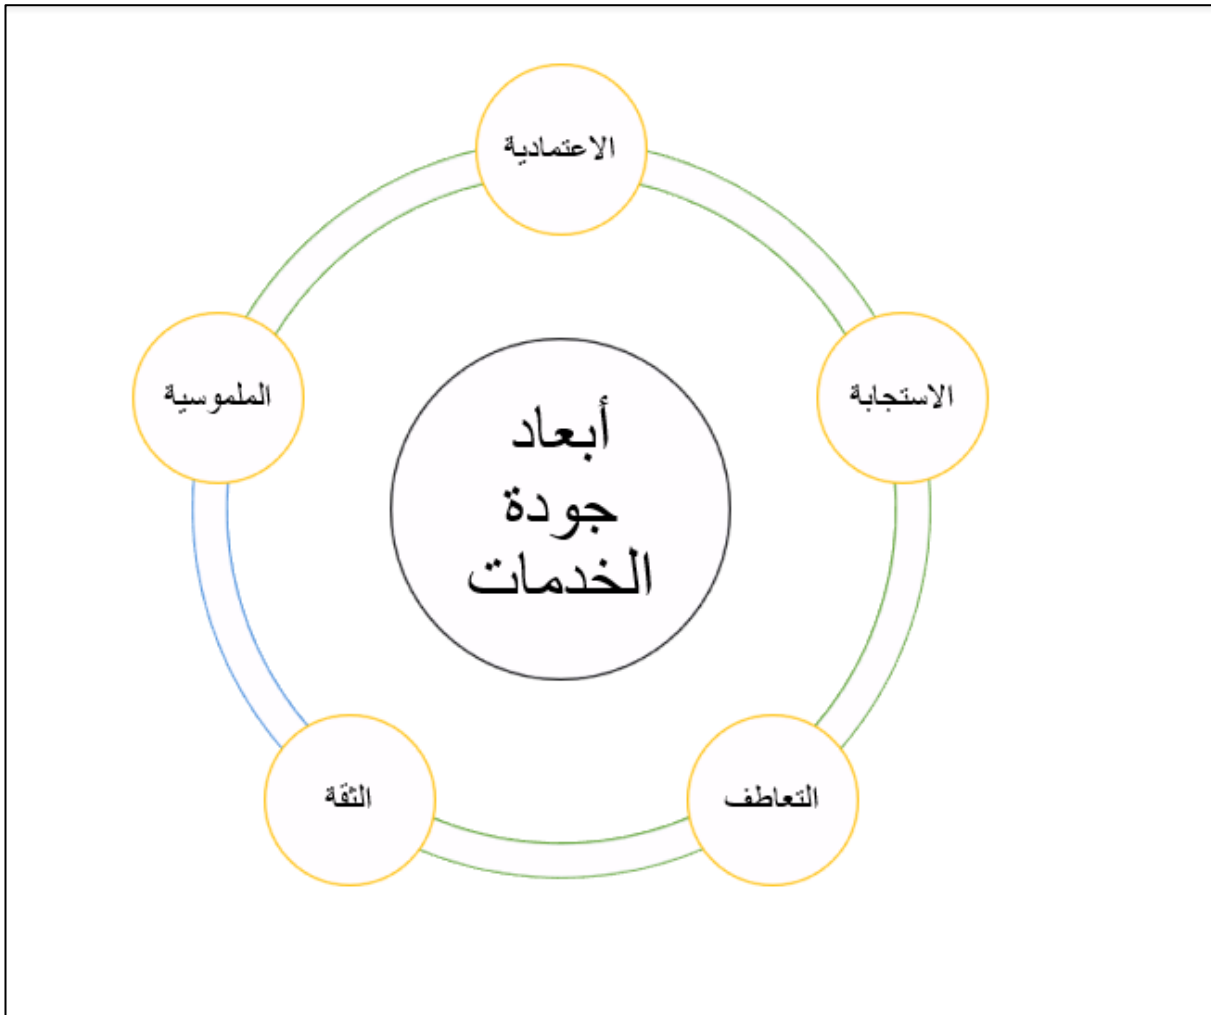 الاعتمادية
الملموسية
الاستجابة
أبعاد
جودة
الخدمات
الثقة
التعاطف